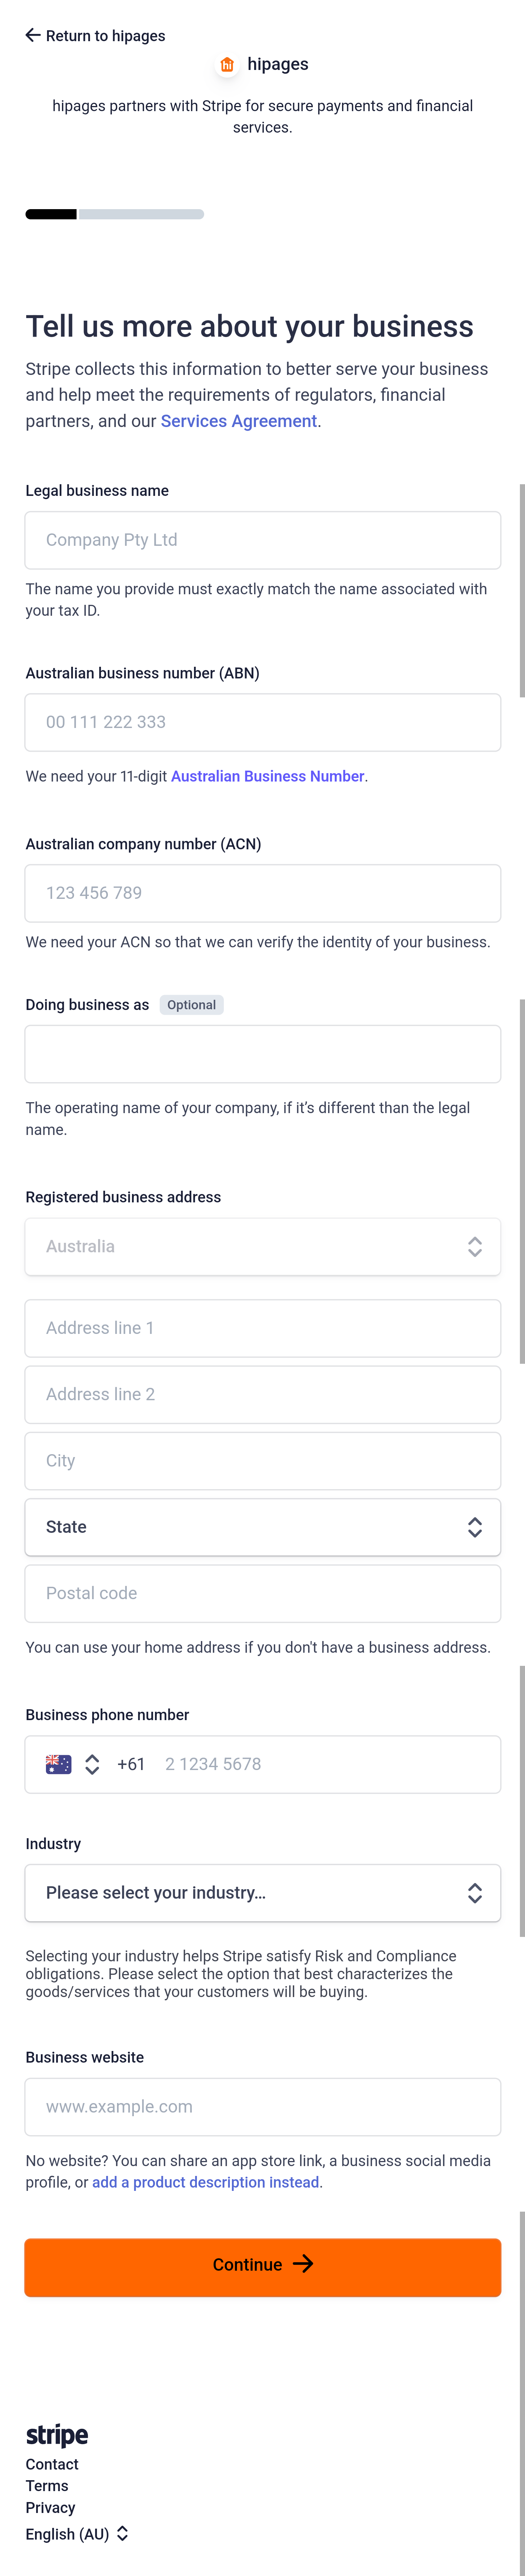 Return to hipages
hipages
hipages partners with Stripe for secure payments and financial
services.
Tell us more about your business
Stripe collects this information to better serve your business
and help meet the requirements of regulators, financial
partners, and our Services Agreement.
Legal business name
Company Pty Ltd
The name you provide must exactly match the name associated with
your tax ID.
Australian business number (ABN)
00 111 222 333
We need your 11-digit Australian Business Number.
Australian company number (ACN)
123 456 789
We need your ACN so that we can verify the identity of your business.
Doing business as Optional
The operating name of your company, if it’s different than the legal
name.
Registered business address
Australia
Address line 1
Address line 2
City
State
Postal code
You can use your home address if you don't have a business address.
Business phone number
+61 2 1234 5678
Industry
Please select your industry...
Selecting your industry helps Stripe satisfy Risk and Compliance
obligations. Please select the option that best characterizes the
goods/services that your customers will be buying.
Business website
www.example.com
No website? You can share an app store link, a business social media
profile, or add a product description instead.
Continue
stripe
Contact
Terms
Privacy
English (AU)